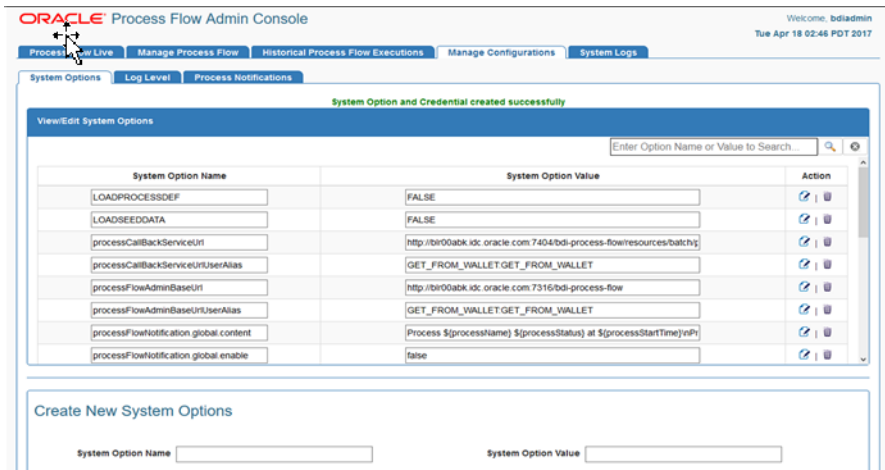 ORACLE Process Flow Admin Console
Welcome, bdiadmin
Tue Apr 18 02:46 PDT 2017
Process Flow Live Manage Process Flow Historical Process Flow Executions Manage Configurations System Logs
System Options Log Level Process Notifications
System Option and Credential created successfully
View/Edit System Options
Enter Option Name or Value to Search...
System Option Name System Option Value Action
LOADPROCESSDEF FALSE
LOADSEEDDATA FALSE
processCallBackServiceUrl http://blr00abk.idc.oracle.com:7404/bdi-process-flow/resources/batch/p
processCallBackServiceUrlUserAlias GET_FROM_WALLET:GET_FROM_WALLET
processFlowAdminBaseUrl http://blr00abk.idc.oracle.com:7316/bdi-process-flow
processFlowAdminBaseUrlUserAlias GET_FROM_WALLET:GET_FROM_WALLET
processFlowNotification.global.content Process ${processName} ${processStatus} at ${processStartTime}\nPr
processFlowNotification.global.enable false
Create New System Options
System Option Name System Option Value